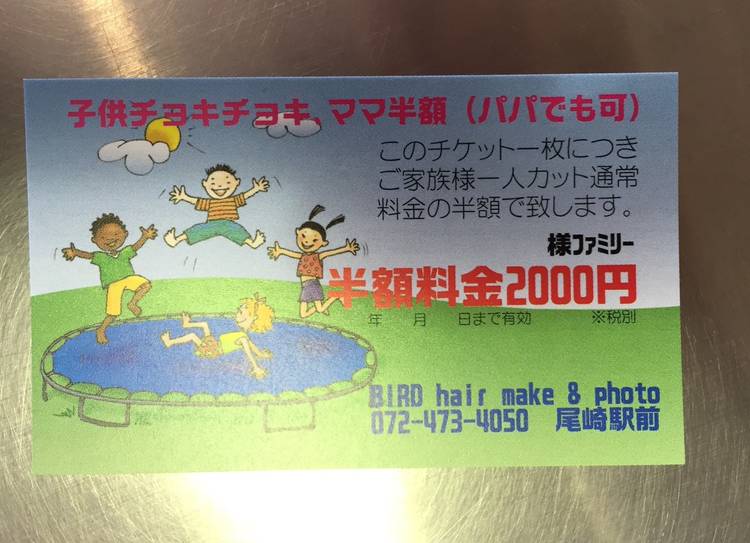 子供チョキチョキ、ママ半額（パパでも可）
このチケット一枚につき
ご家族様一人カット通常
料金の半額で致します。
様ファミリー
半額料金2000円
年　月　日まで有効　※税別
BIRD hair make & photo
072-473-4050　尾崎駅前